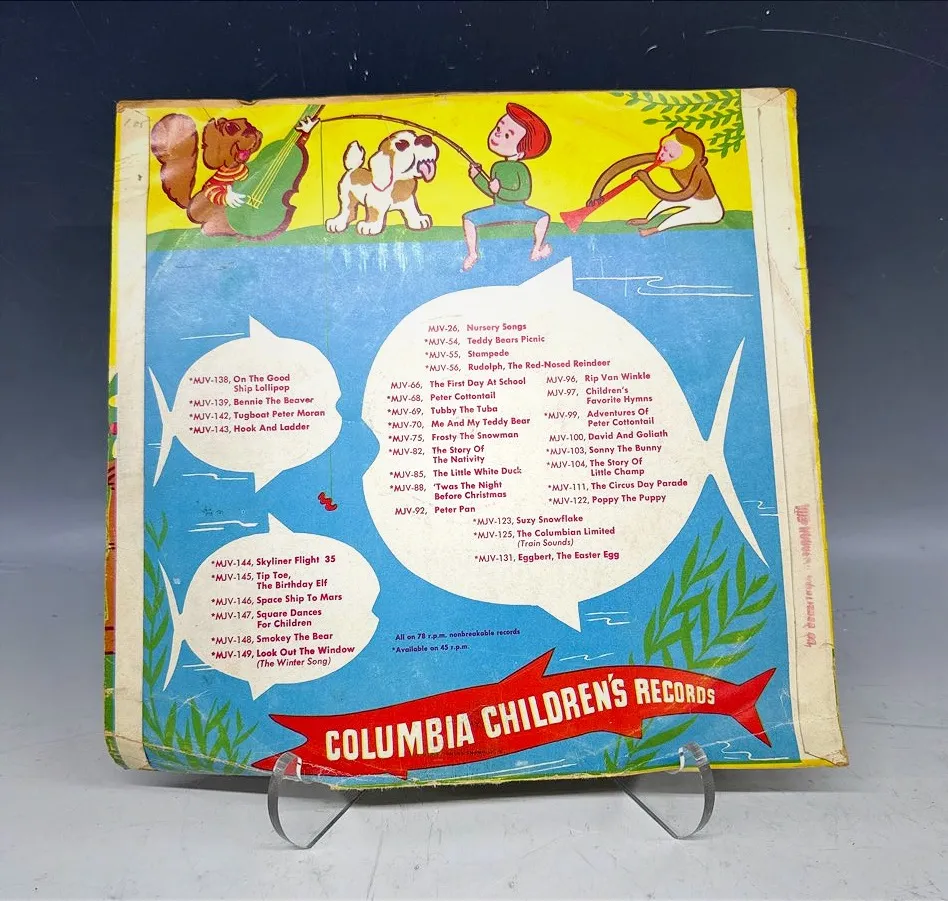 MJV-26, Nursery Songs
*MJV-54, Teddy Bears Picnic
*MJV-55, Stampede
*MJV-56, Rudolph, The Red-Nosed Reindeer
MJV-66, The First Day At School
*MJV-68, Peter Cottontail
*MJV-69, Tubby The Tuba
*MJV-70, Me And My Teddy Bear
*MJV-75, Frosty The Snowman
*MJV-82, The Story Of
The Nativity
*MJV-85, The Little White Duck
*MJV-88, 'Twas The Night
Before Christmas
MJV-92, Peter Pan
MJV-96, Rip Van Winkle
MJV-97, Children's
Favorite Hymns
*MJV-99, Adventures Of
Peter Cottontail
MJV-100, David And Goliath
*MJV-103, Sonny The Bunny
*MJV-104, The Story Of
Little Champ
*MJV-111, The Circus Day Parade
*MJV-122, Poppy The Puppy
*MJV-123, Suzy Snowflake
*MJV-125, The Columbian Limited
(Train Sounds)
*MJV-131, Eggbert, The Easter Egg
*MJV-138, On The Good
Ship Lollipop
*MJV-139, Bennie The Beaver
*MJV-142, Tugboat Peter Moran
*MJV-143, Hook And Ladder
*MJV-144, Skyliner Flight 35
*MJV-145, Tip Toe,
The Birthday Elf
*MJV-146, Space Ship To Mars
*MJV-147, Square Dances
For Children
*MJV-148, Smokey The Bear
*MJV-149, Look Out The Window
(The Winter Song)
All on 78 r.p.m. nonbreakable records
*Available on 45 r.p.m.
COLUMBIA CHILDREN'S RECORDS